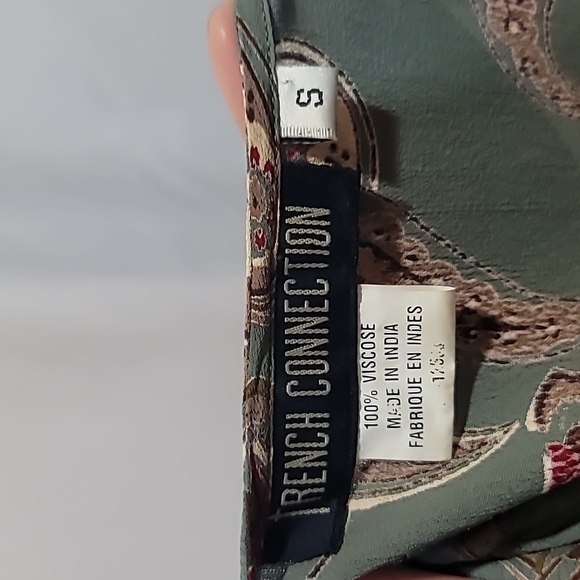 S
FRENCH CONNECTION
100% VISCOSE
MADE IN INDIA
FABRIQUE EN INDES